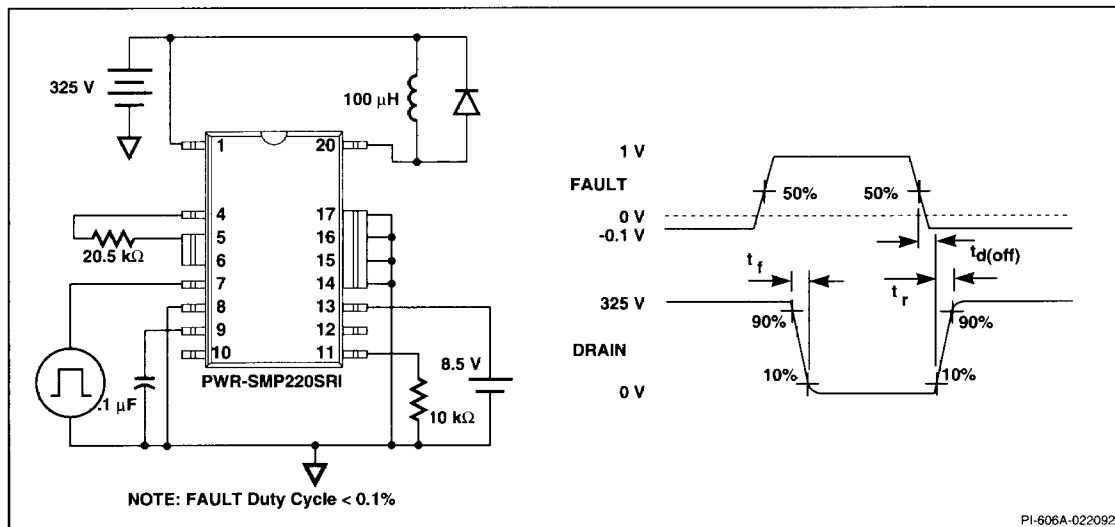 325 V
100 µH
1
20
4
17
5
16
20.5 kΩ
6
15
7
14
8
13
9
12
10
11
8.5 V
PWR-SMP220SRI
.1 µF
10 kΩ
NOTE: FAULT Duty Cycle < 0.1%
1 V
FAULT
50%
50%
0 V
-0.1 V
td(off)
tf
tr
325 V
90%
90%
DRAIN
10%
10%
0 V
PI-606A-022092